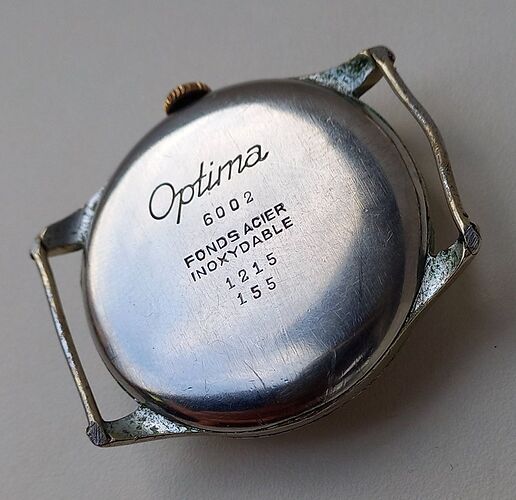 Optima
6002
FONDS ACIER
INOXYDABLE
1215
155